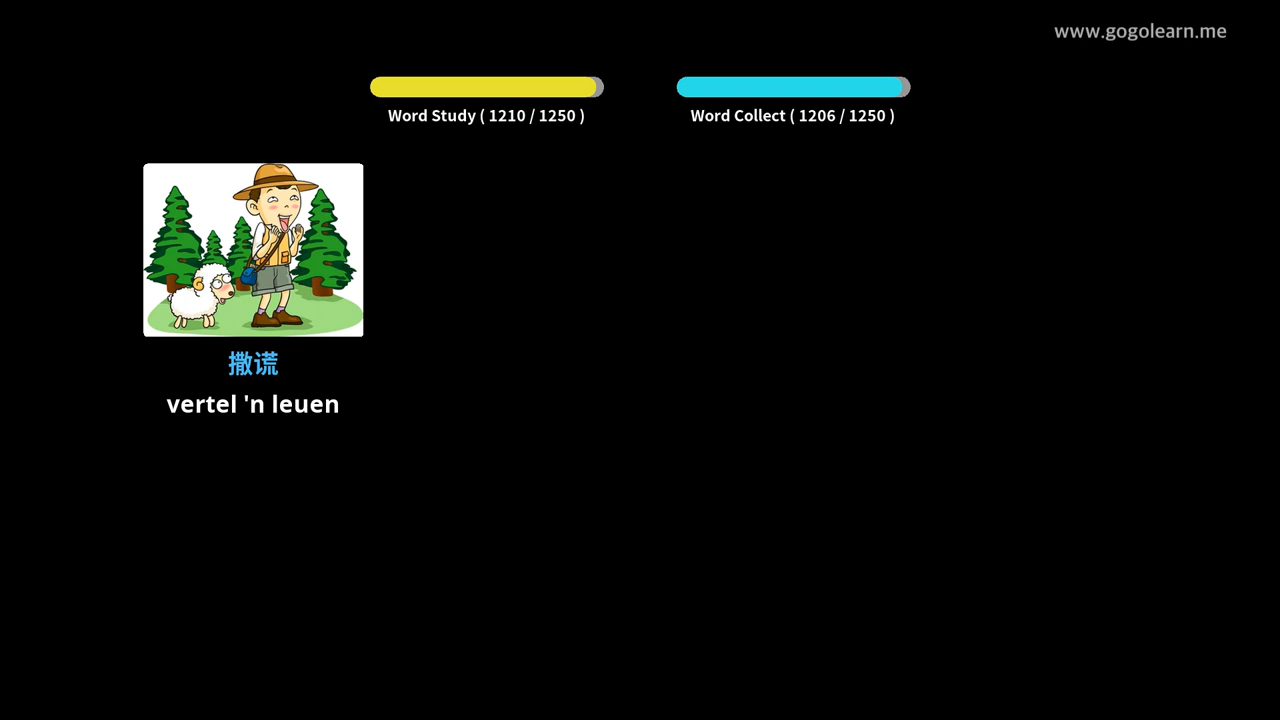 www.gogolearn.me
Word Study ( 1210 / 1250 )
Word Collect ( 1206 / 1250 )
撒谎
vertel 'n leuen